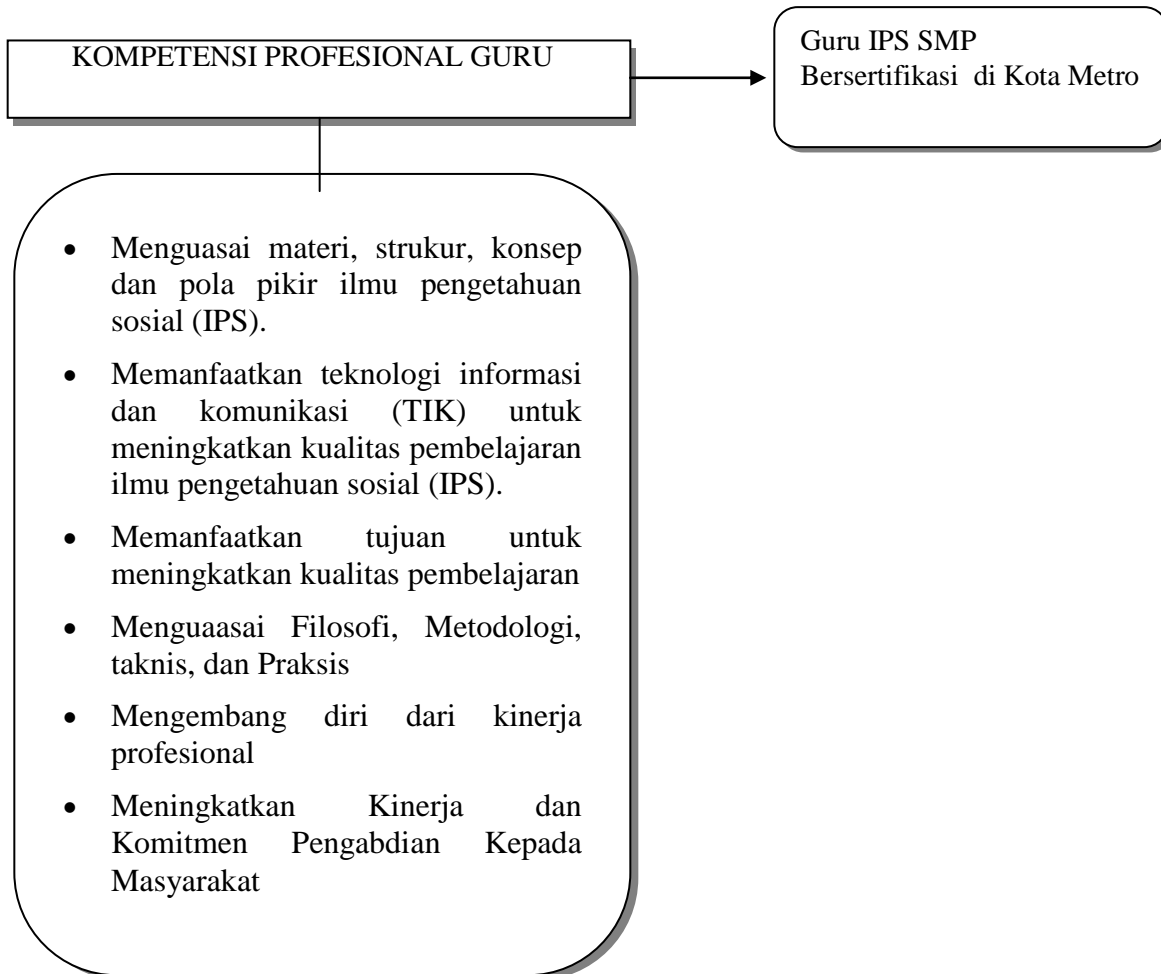 KOMPETENSI PROFESIONAL GURU
Guru IPS SMP
Bersertifikasi di Kota Metro
• Menguasai materi, strukur, konsep
dan pola pikir ilmu pengetahuan
sosial (IPS).
• Memanfaatkan teknologi informasi
dan komunikasi (TIK) untuk
meningkatkan kualitas pembelajaran
ilmu pengetahuan sosial (IPS).
• Memanfaatkan tujuan untuk
meningkatkan kualitas pembelajaran
• Menguaasai Filosofi, Metodologi,
taknis, dan Praksis
• Mengembang diri dari kinerja
profesional
• Meningkatkan Kinerja dan
Komitmen Pengabdian Kepada
Masyarakat